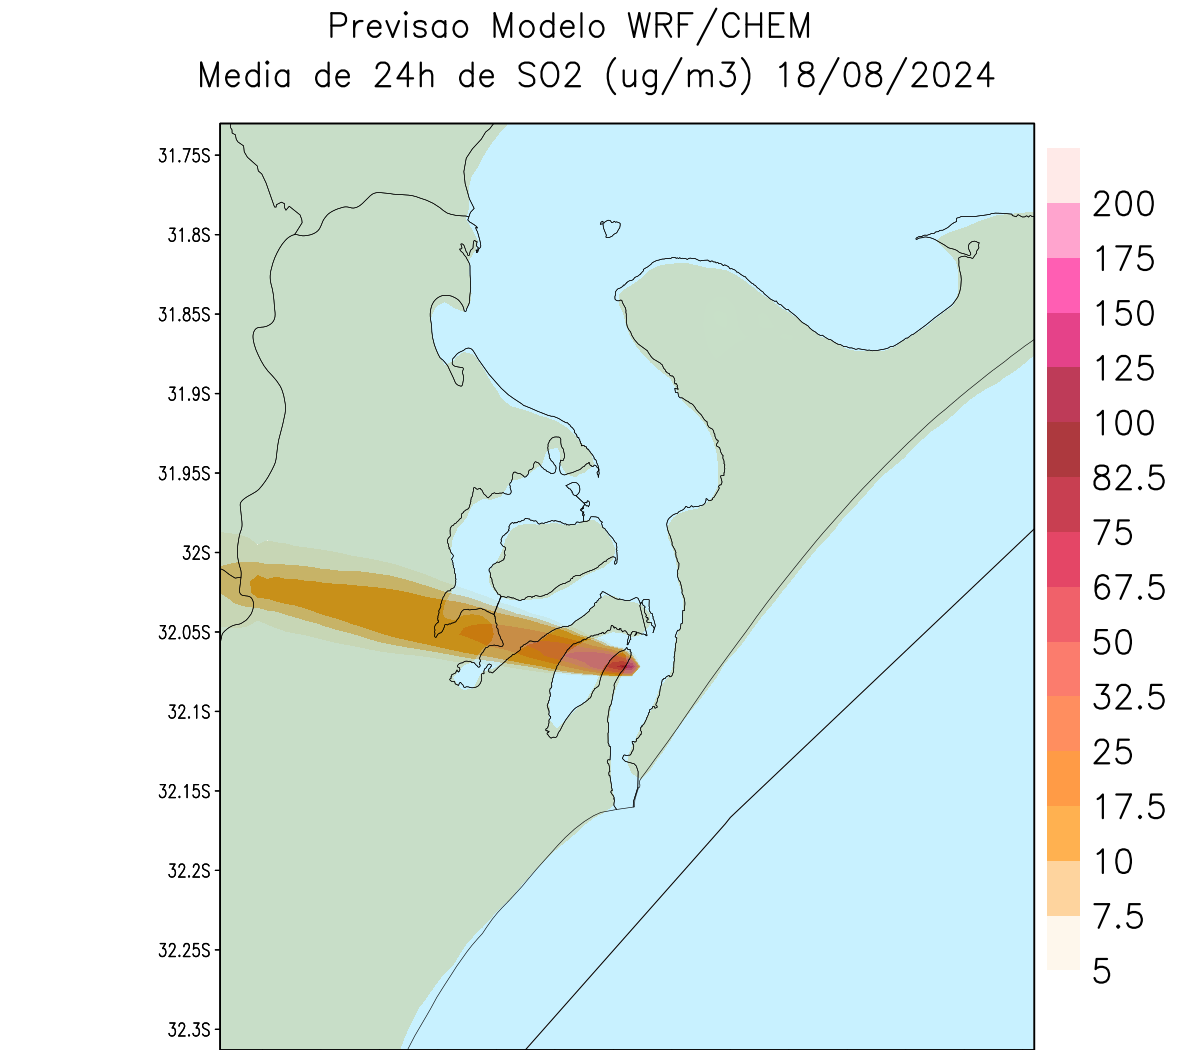 Previsao Modelo WRF/CHEM
Media de 24h de SO2 (ug/m3) 18/08/2024
31.75S
31.8S
31.85S
31.9S
31.95S
32S
32.05S
32.1S
32.15S
32.2S
32.25S
32.3S
200
175
150
125
100
82.5
75
67.5
50
32.5
25
17.5
10
7.5
5